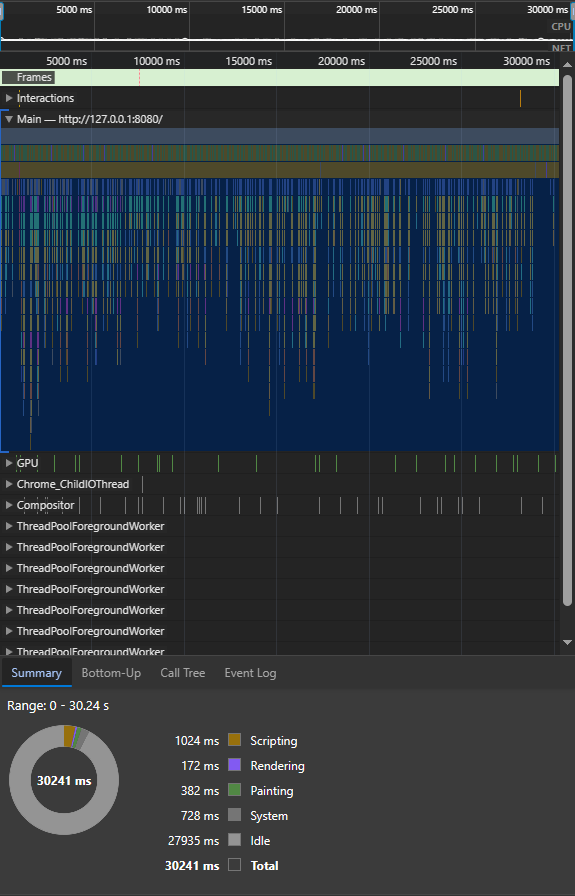 5000 ms 10000 ms 15000 ms 20000 ms 25000 ms 30000 ms
CPU
NET
5000 ms 10000 ms 15000 ms 20000 ms 25000 ms 30000 ms
Frames
Interactions
Main — http://127.0.0.1:8080/
GPU
Chrome_ChildIOThread
Compositor
ThreadPoolForegroundWorker
ThreadPoolForegroundWorker
ThreadPoolForegroundWorker
ThreadPoolForegroundWorker
ThreadPoolForegroundWorker
ThreadPoolForegroundWorker
ThreadPoolForegroundWorker
Summary Bottom-Up Call Tree Event Log
Range: 0 - 30.24 s
30241 ms
1024 ms Scripting
172 ms Rendering
382 ms Painting
728 ms System
27935 ms Idle
30241 ms Total